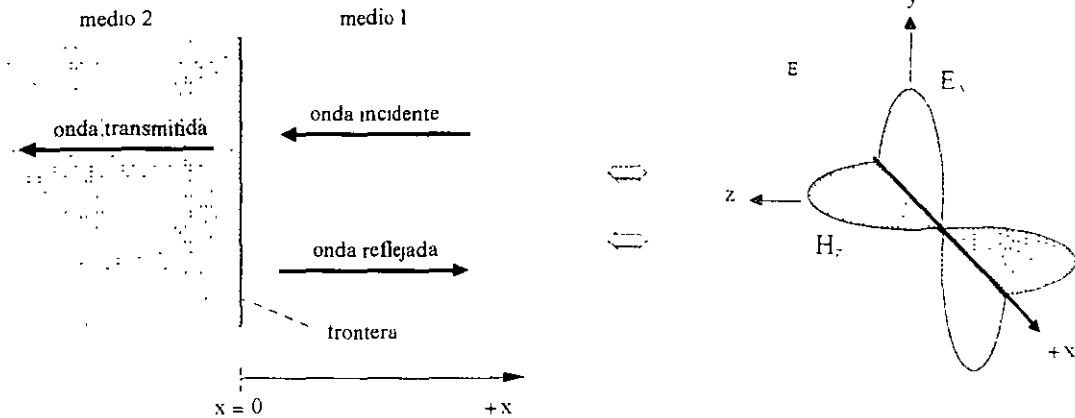 medio 2
medio 1
onda transmitida
onda incidente
onda reflejada
frontera
x = 0
+x
y
E
E
z
H
+x